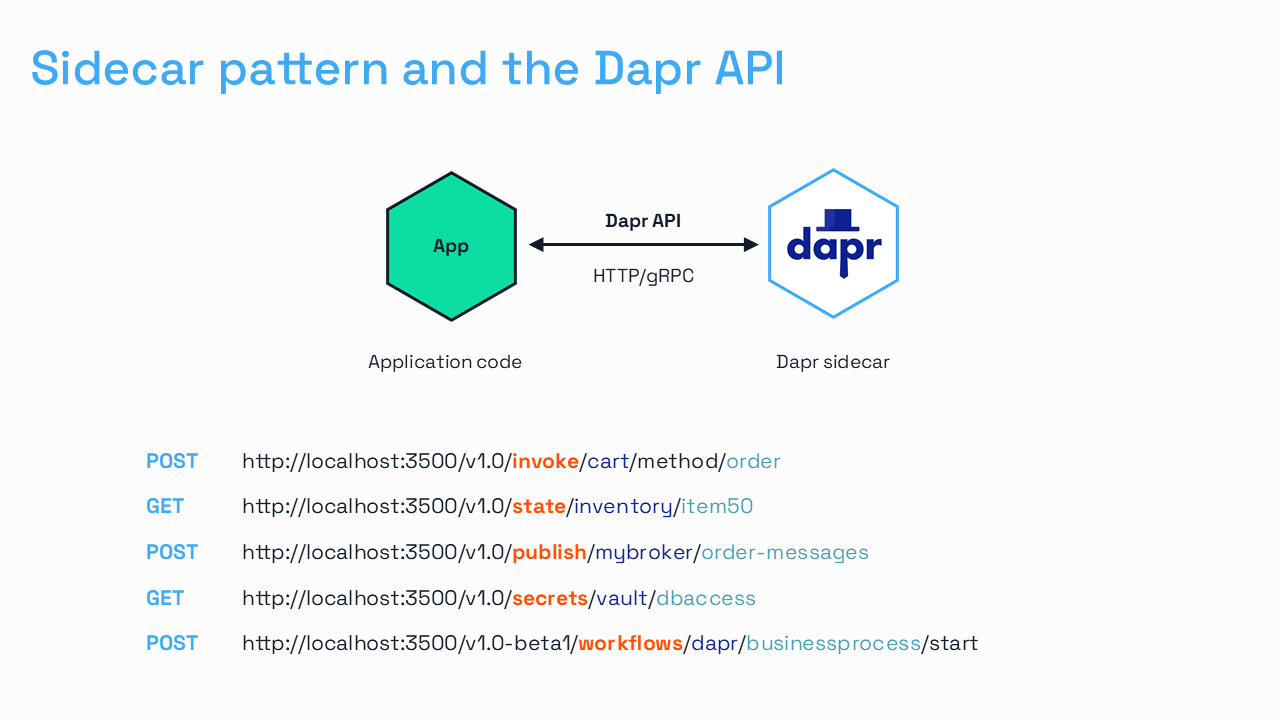 Sidecar pattern and the Dapr API
App
Dapr API
HTTP/gRPC
dapr
Application code
Dapr sidecar
POST http://localhost:3500/v1.0/invoke/cart/method/order
GET http://localhost:3500/v1.0/state/inventory/item50
POST http://localhost:3500/v1.0/publish/mybroker/order-messages
GET http://localhost:3500/v1.0/secrets/vault/dbaccess
POST http://localhost:3500/v1.0-beta1/workflows/dapr/businessprocess/start